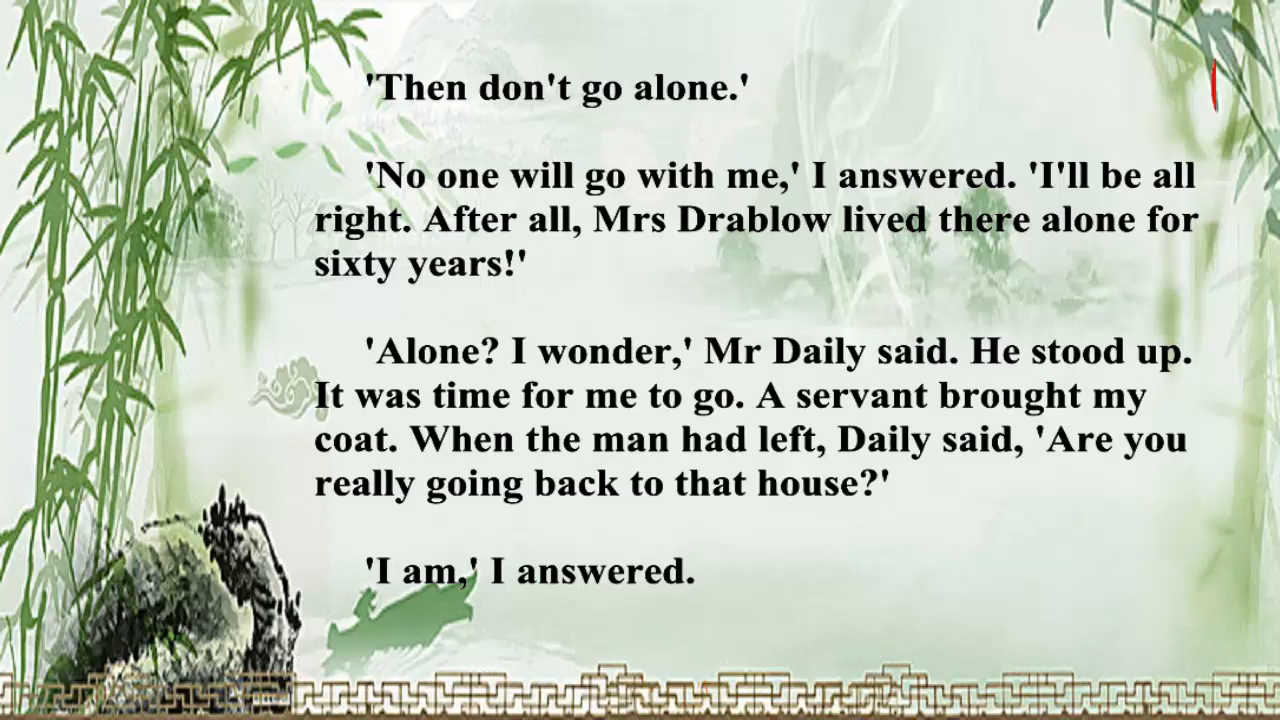 'Then don't go alone.'
'No one will go with me,' I answered. 'I'll be all
right. After all, Mrs Drablow lived there alone for
sixty years!'
'Alone? I wonder,' Mr Daily said. He stood up.
It was time for me to go. A servant brought my
coat. When the man had left, Daily said, 'Are you
really going back to that house?'
'I am,' I answered.